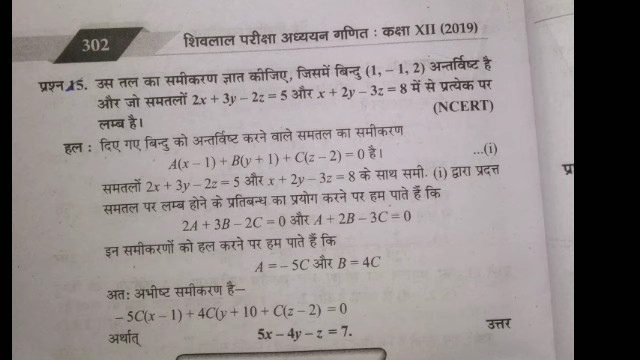 302
शिवलाल परीक्षा अध्ययन गणित : कक्षा XII (2019)
प्रश्न 15. उस तल का समीकरण ज्ञात कीजिए, जिसमें बिन्दु (1, – 1, 2) अन्तर्विष्ट है
और जो समतलों 2x + 3y – 2z = 5 और x + 2y – 3z = 8 में से प्रत्येक पर
लम्ब है। (NCERT)
हल : दिए गए बिन्दु को अन्तर्विष्ट करने वाले समतल का समीकरण
A(x – 1) + B(y + 1) + C(z – 2) = 0 है। ...(i)
समतलों 2x + 3y – 2z = 5 और x + 2y – 3z = 8 के साथ समी. (i) द्वारा प्रदत्त
समतल पर लम्ब होने के प्रतिबन्ध का प्रयोग करने पर हम पाते हैं कि
2A + 3B – 2C = 0 और A + 2B – 3C = 0
इन समीकरणों को हल करने पर हम पाते हैं कि
A = – 5C और B = 4C
अतः अभीष्ट समीकरण है–
– 5C(x – 1) + 4C(y + 10 + C(z – 2) = 0
अर्थात् 5x – 4y – z = 7. उत्तर
प्र